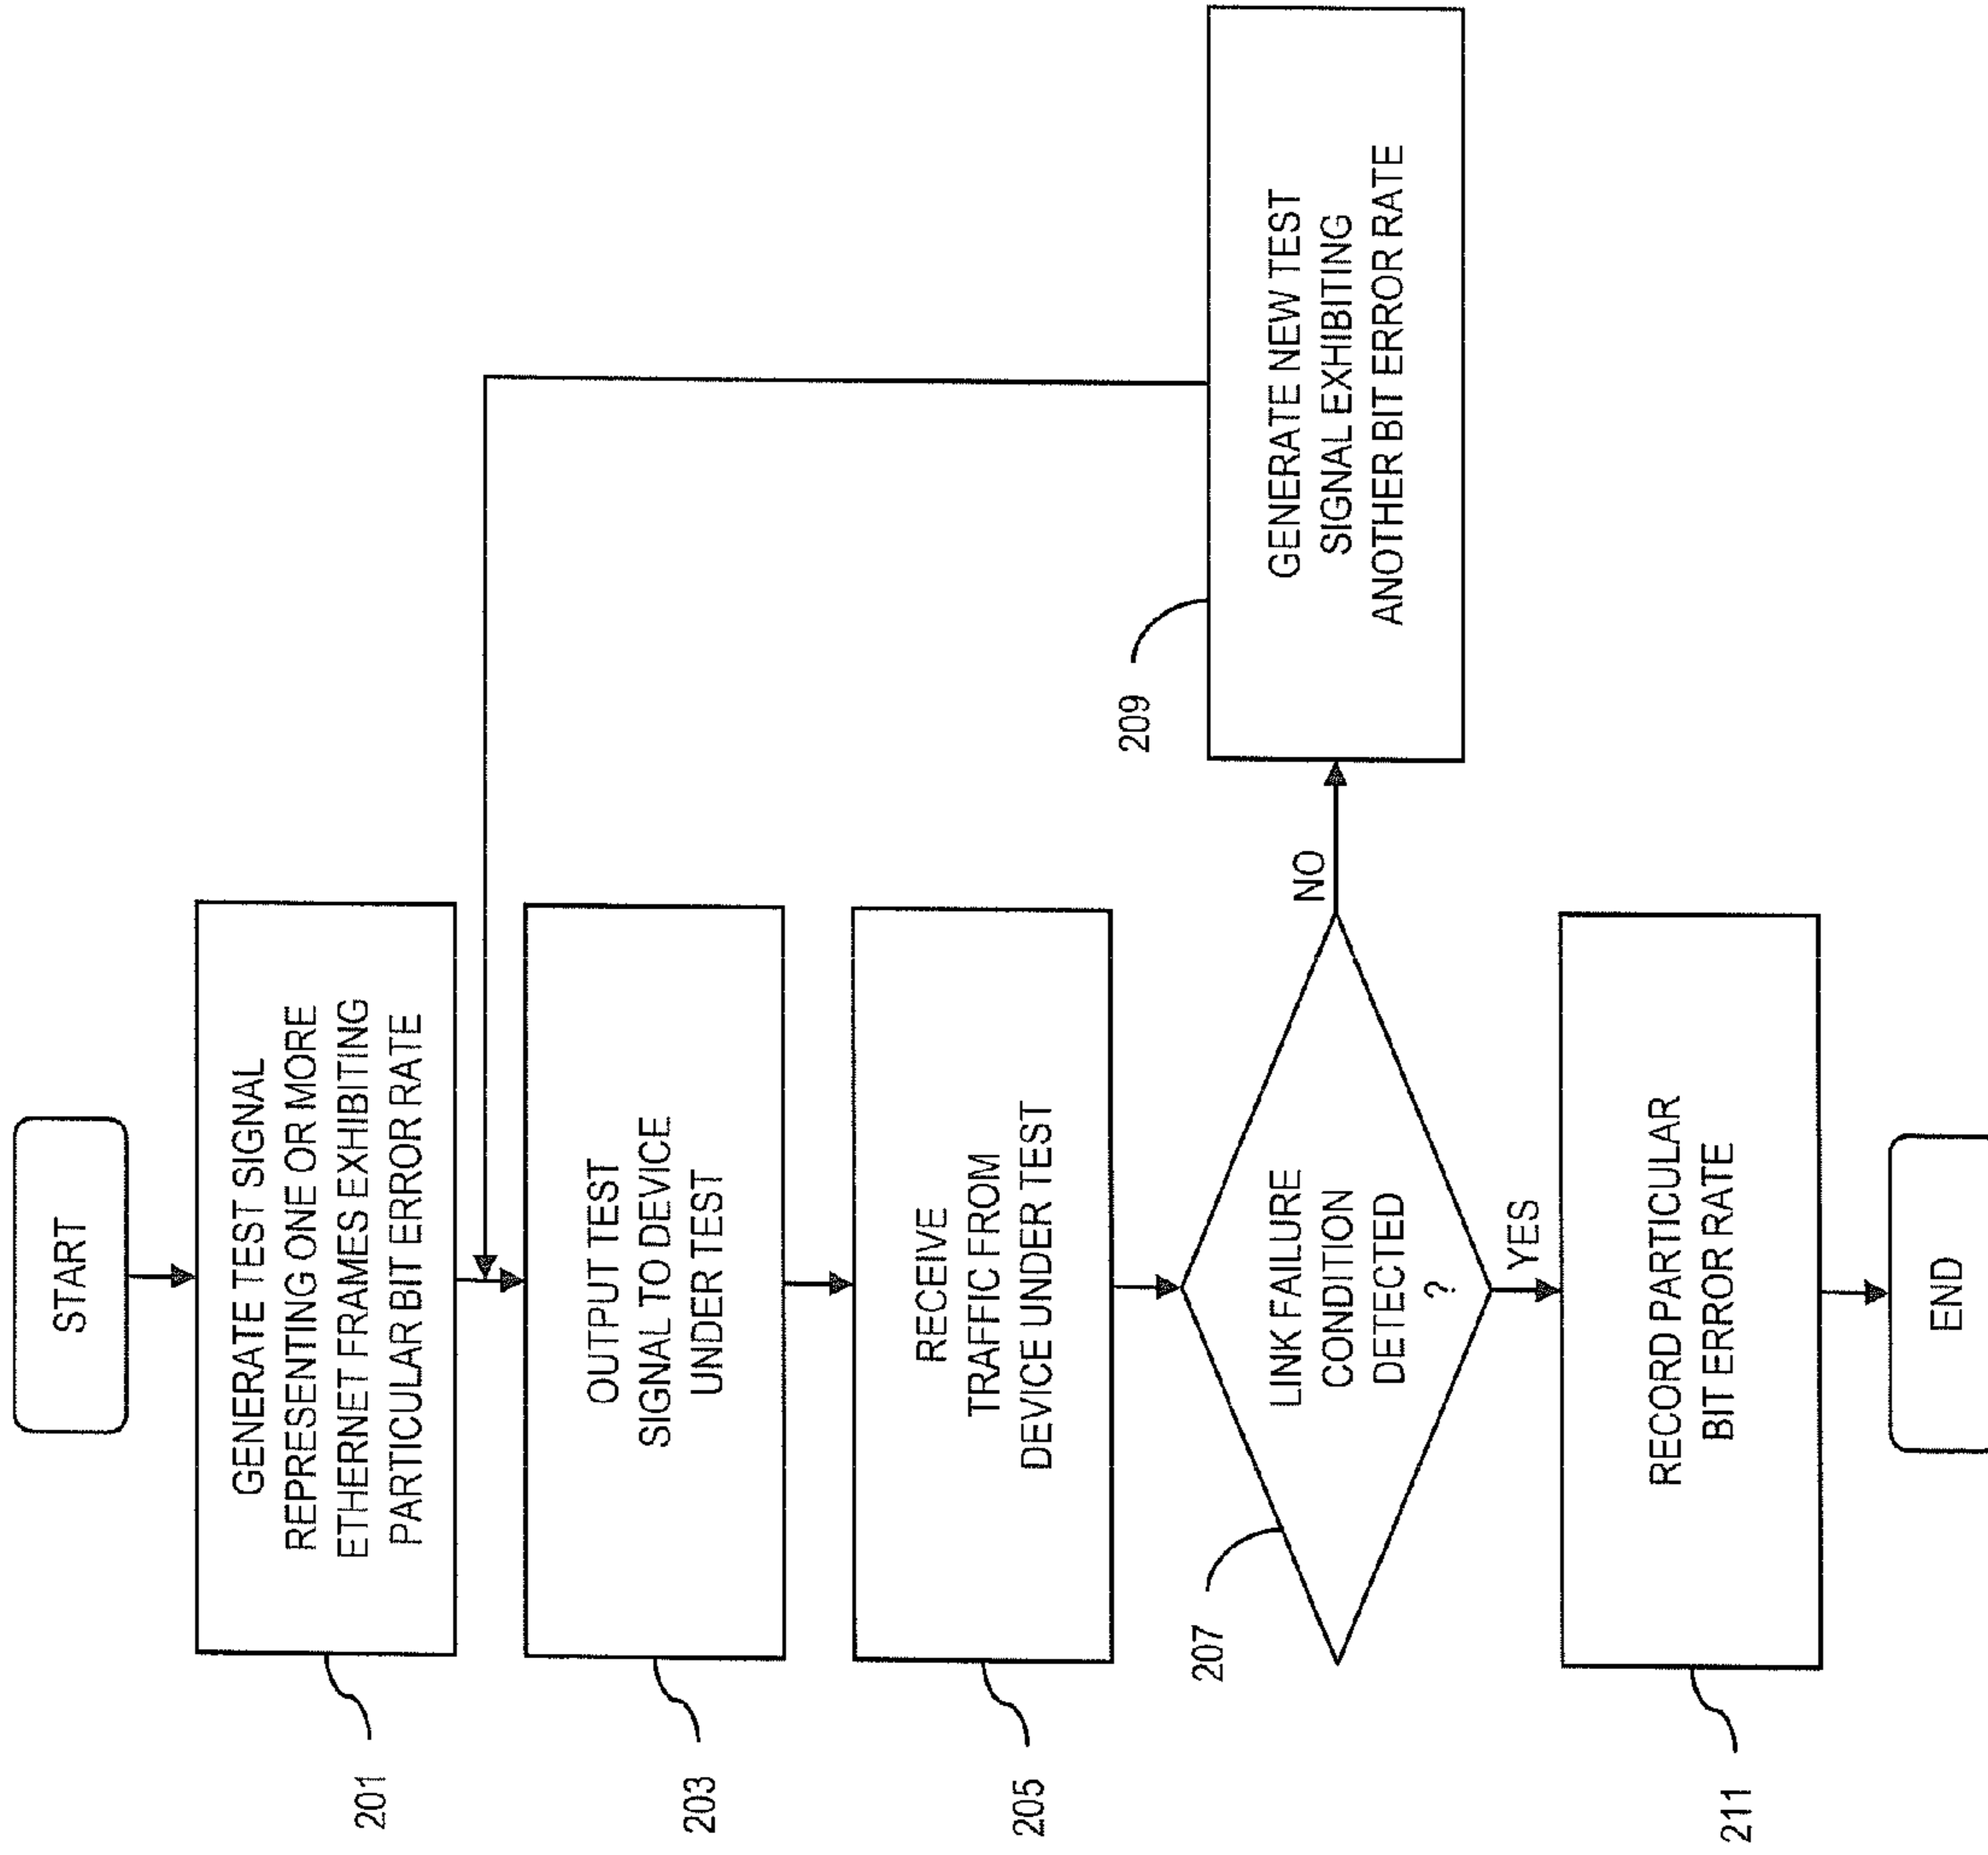 START
GENERATE TEST SIGNAL
REPRESENTING ONE OR MORE
ETHERNET FRAMES EXHIBITING
PARTICULAR BIT ERROR RATE
201
OUTPUT TEST
SIGNAL TO DEVICE
UNDER TEST
203
RECEIVE
TRAFFIC FROM
DEVICE UNDER TEST
205
LINK FAILURE
CONDITION
DETECTED
?
207
NO
GENERATE NEW TEST
SIGNAL EXHIBITING
ANOTHER BIT ERROR RATE
209
YES
RECORD PARTICULAR
BIT ERROR RATE
211
END